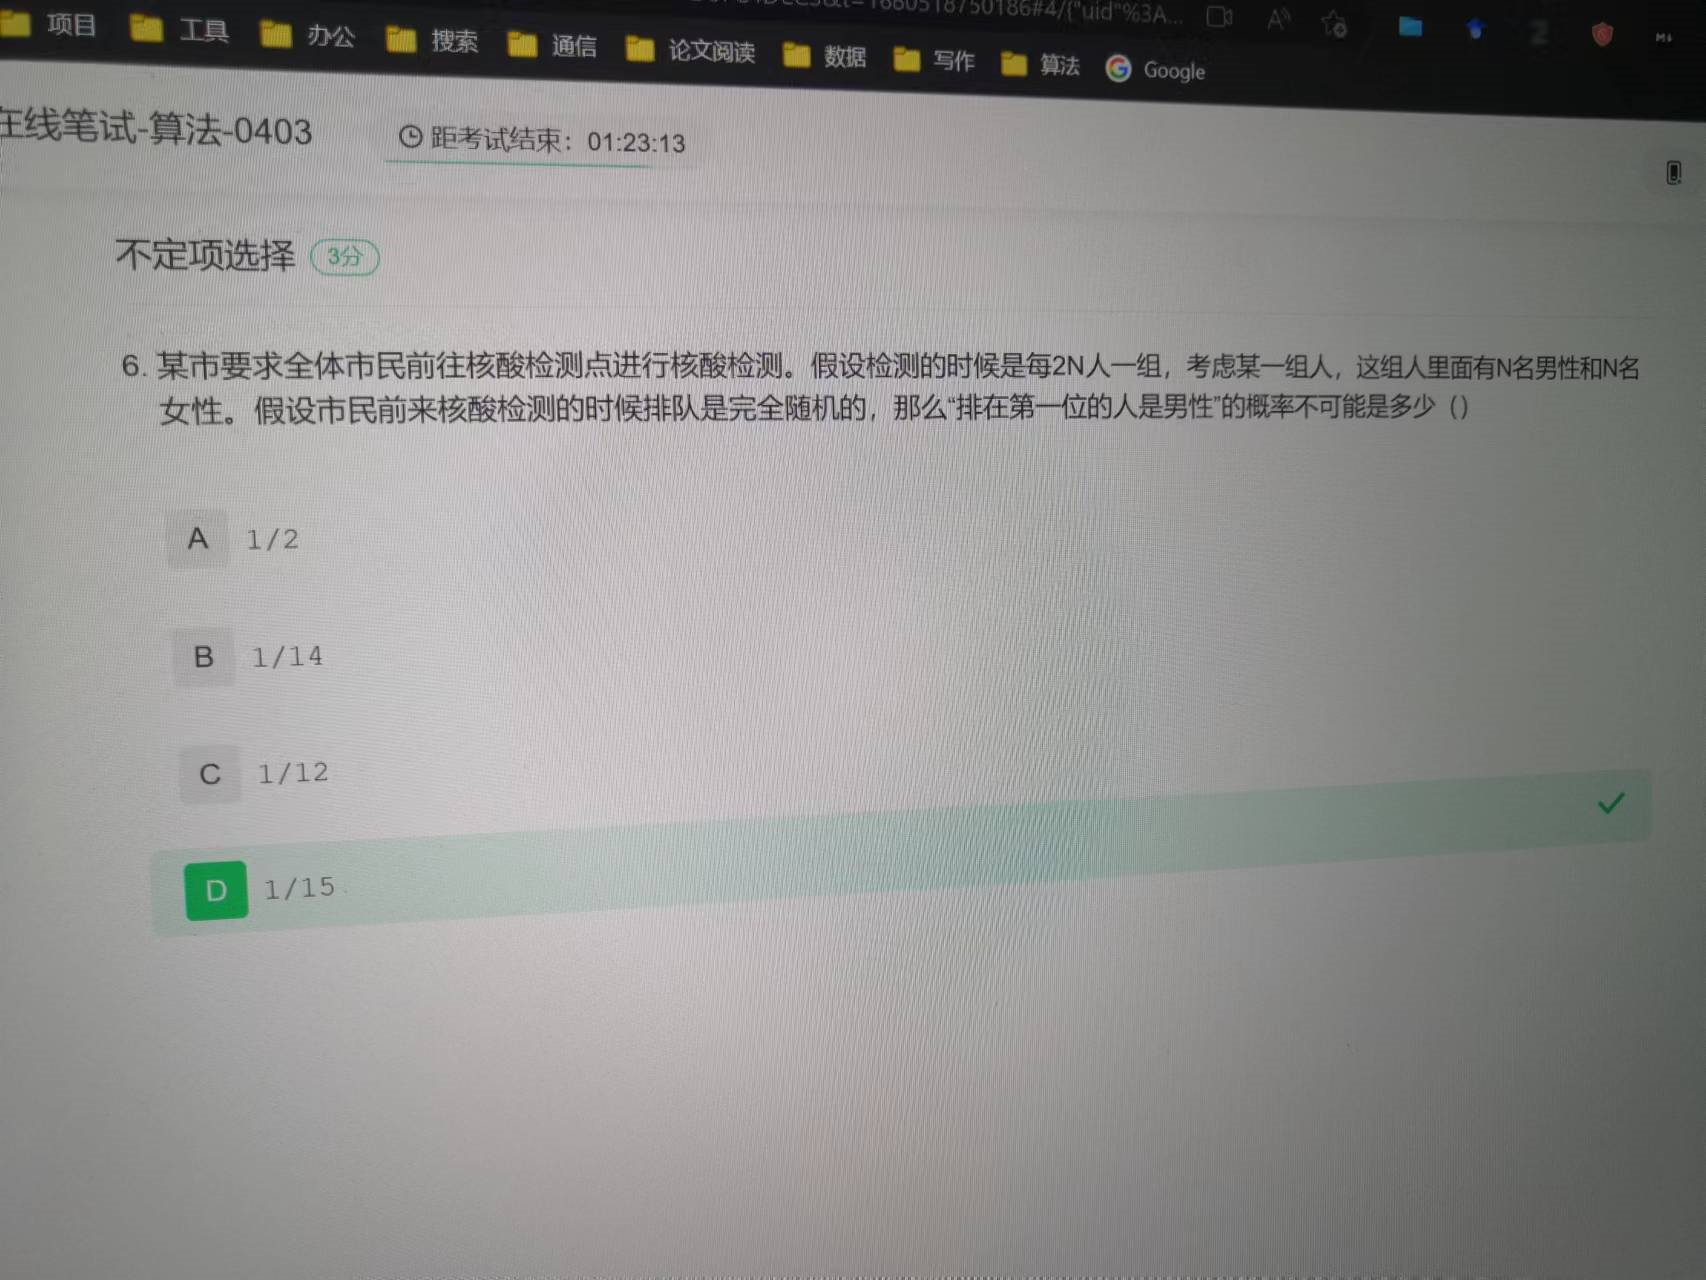 项目 工具 办公 搜索 通信 论文阅读 数据 写作 算法 Google
在线笔试-算法-0403 距考试结束：01:23:13
不定项选择 3分
6. 某市要求全体市民前往核酸检测点进行核酸检测。假设检测的时候是每2N人一组，考虑某一组人，这组人里面有N名男性和N名
女性。假设市民前来核酸检测的时候排队是完全随机的，那么“排在第一位的人是男性”的概率不可能是多少（）
A 1/2
B 1/14
C 1/12
D 1/15